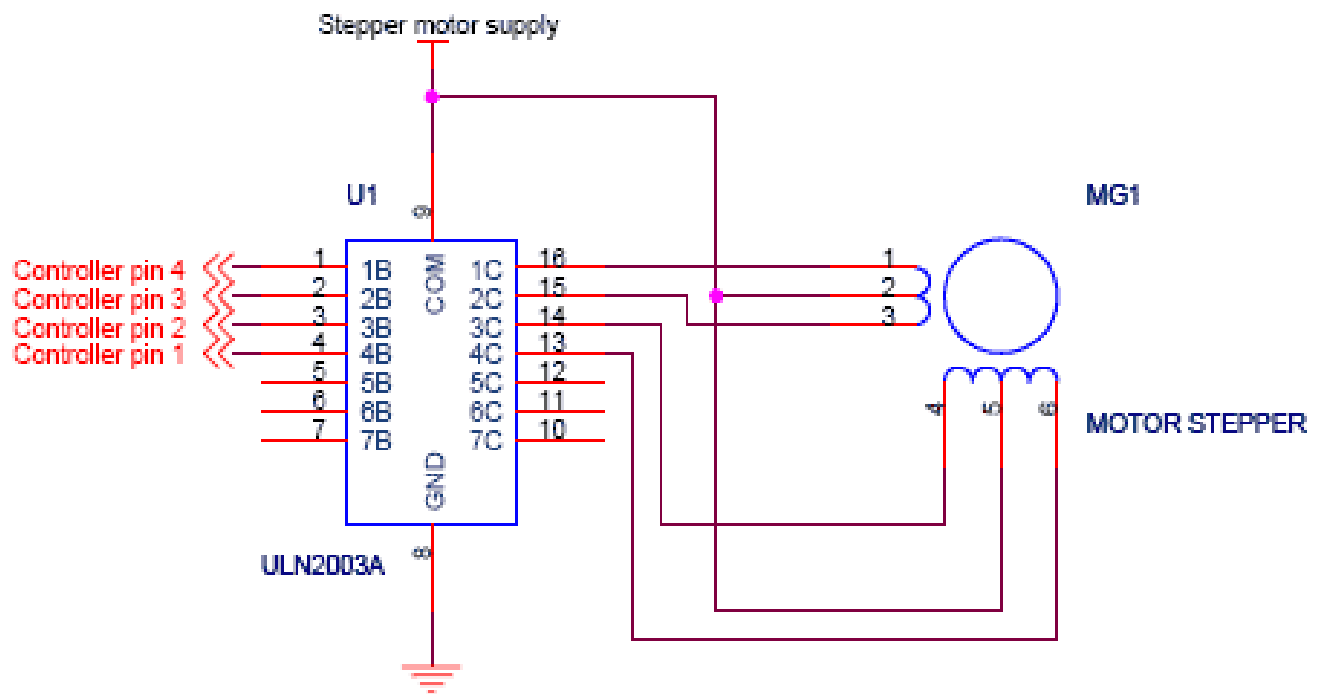 Stepper motor supply
U1
MG1
9
Controller pin 4 1 1B COM 1C 16 1
Controller pin 3 2 2B 2C 15 2
Controller pin 2 3 3B 3C 14 3
Controller pin 1 4 4B 4C 13
5 5B 5C 12
6 6B 6C 11 4 5 6
7 7B 7C 10
MOTOR STEPPER
GND
ULN2003A
8